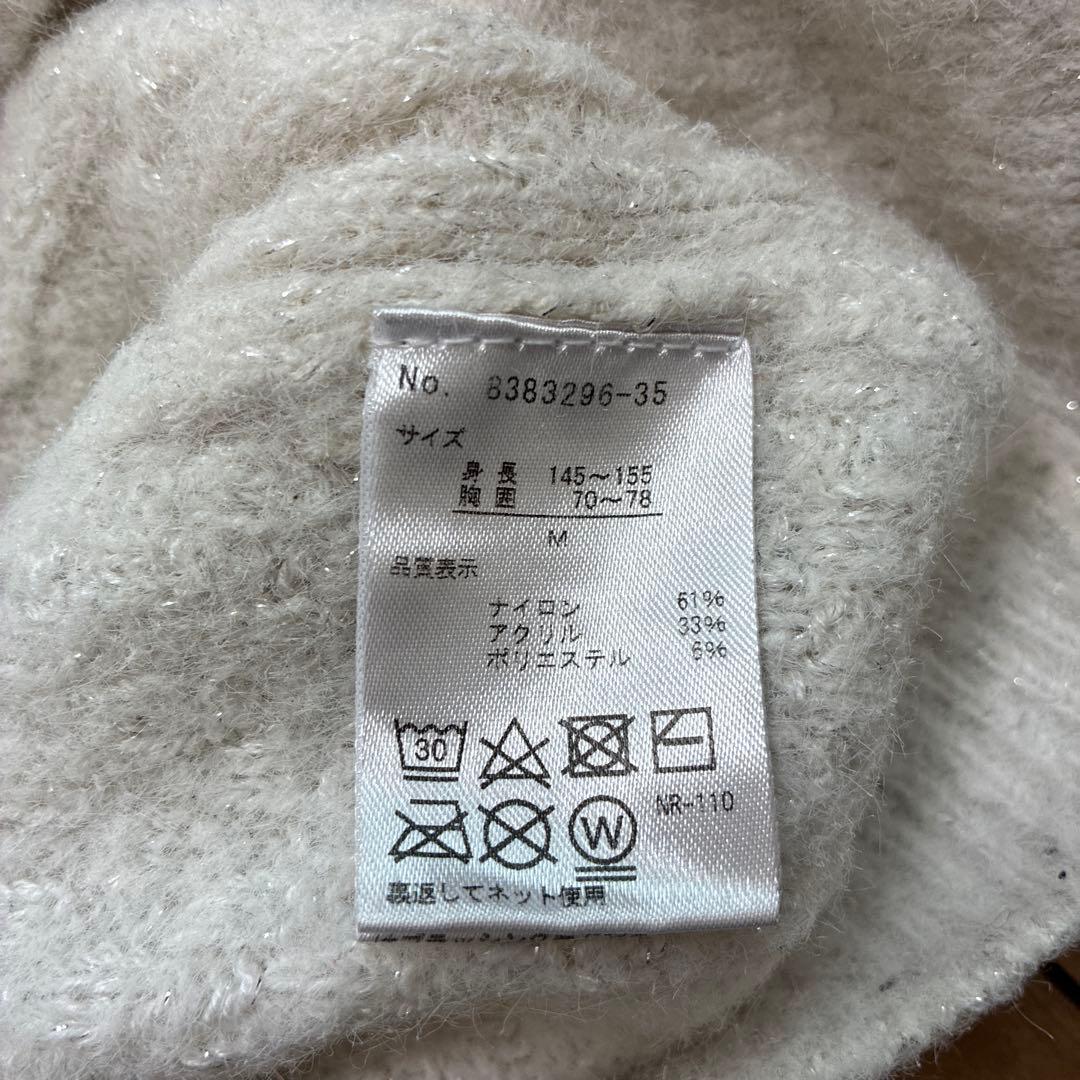 No. 8383296-35
サイズ
身長 145〜155
胸囲 70〜78
M
品質表示
ナイロン 61%
アクリル 33%
ポリエステル 6%
30
W
NR-110
裏返してネット使用